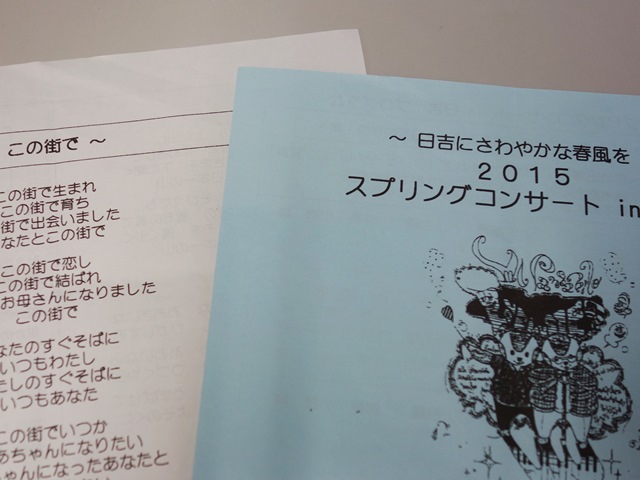 この街で ～
この街で生まれ
この街で育ち
街で出会いました
なたとこの街で
この街で恋し
この街で結ばれ
お母さんになりました
この街で
なたのすぐそばに
いつもわたし
たしのすぐそばに
いつもあなた
この街でいつか
あちゃんになりたい
ちゃんになったあなたと
～ 日吉にさわやかな春風を
２０１５
スプリングコンサート in